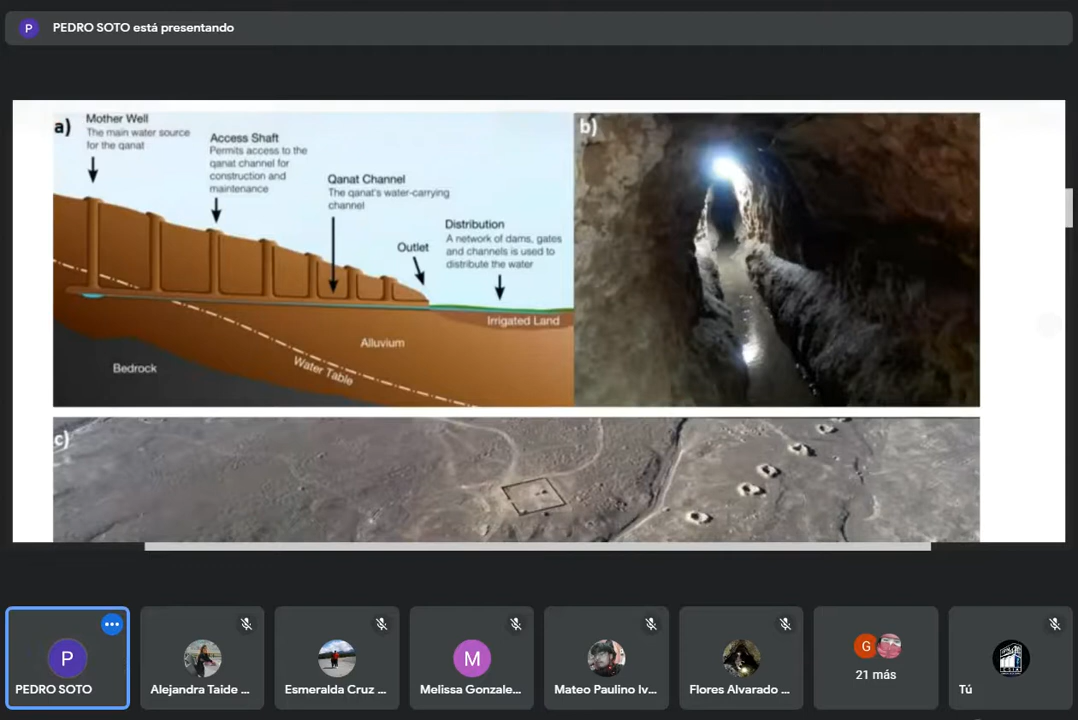 P
PEDRO SOTO está presentando
a)
Mother Well
The main water source
for the qanat
Access Shaft
Permits access to the
qanat channel for
construction and
maintenance
Qanat Channel
The qanat's water-carrying
channel
Outlet
Distribution
A network of dams, gates
and channels is used to
distribute the water
Irrigated Land
Alluvium
Water Table
Bedrock
b)
c)
P
PEDRO SOTO
Alejandra Taide ...
Esmeralda Cruz ...
M
Melissa Gonzale...
Mateo Paulino Iv...
Flores Alvarado ...
G
21 más
Tú